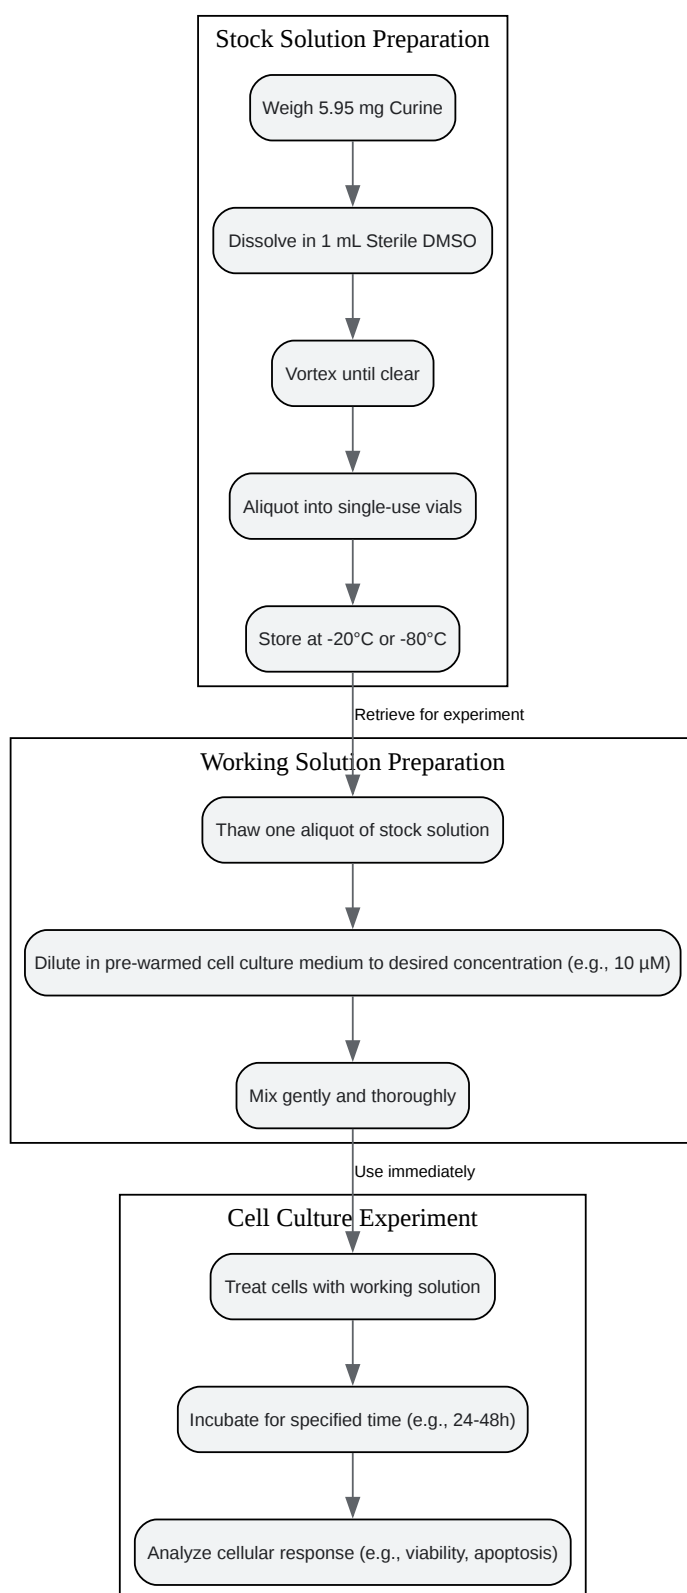 Stock Solution Preparation
Weigh 5.95 mg Curine
Dissolve in 1 mL Sterile DMSO
Vortex until clear
Aliquot into single-use vials
Store at -20°C or -80°C
Retrieve for experiment
Working Solution Preparation
Thaw one aliquot of stock solution
Dilute in pre-warmed cell culture medium to desired concentration (e.g., 10 µM)
Mix gently and thoroughly
Use immediately
Cell Culture Experiment
Treat cells with working solution
Incubate for specified time (e.g., 24-48h)
Analyze cellular response (e.g., viability, apoptosis)